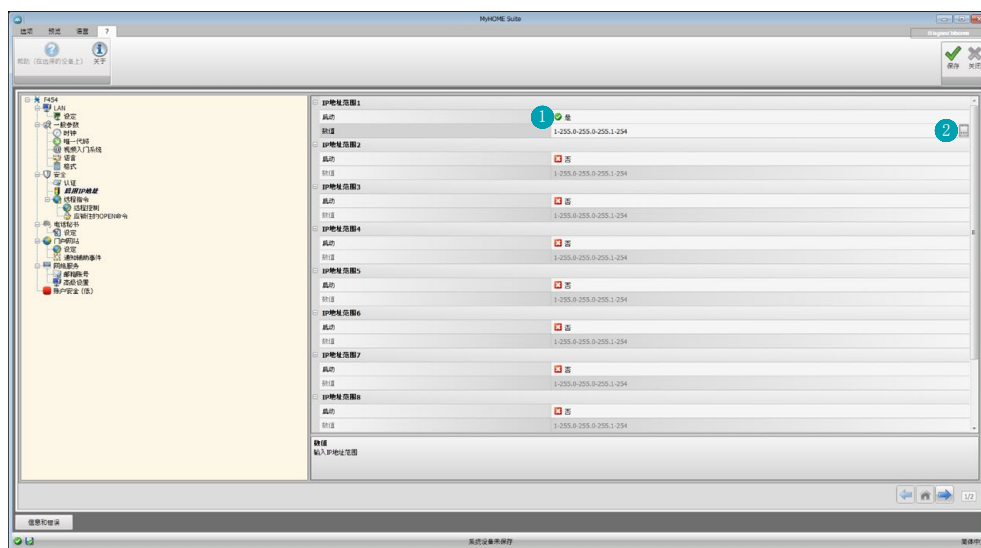 MyHOME Suite
选项 预览 语言 ?
帮助（在选择的设备上） 关于
保存 关闭
F454
LAN
设定
一般参数
时钟
唯一代码
视频入门系统
语言
格式
安全
认证
启用IP地址
远程指令
远程控制
应锁住的OPEN命令
电话秘书
设定
门户网站
设定
通知辅助事件
网络服务
邮箱账号
高级设置
账户安全（低）
IP地址范围1
启动 1 是
数值 1-255.0-255.0-255.1-254 2
IP地址范围2
启动 否
数值 1-255.0-255.0-255.1-254
IP地址范围3
启动 否
数值 1-255.0-255.0-255.1-254
IP地址范围4
启动 否
数值 1-255.0-255.0-255.1-254
IP地址范围5
启动 否
数值 1-255.0-255.0-255.1-254
IP地址范围6
启动 否
数值 1-255.0-255.0-255.1-254
IP地址范围7
启动 否
数值 1-255.0-255.0-255.1-254
IP地址范围8
启动 否
数值 1-255.0-255.0-255.1-254
数值
输入IP地址范围
1/2
信息和错误
系统设备未保存
简体中